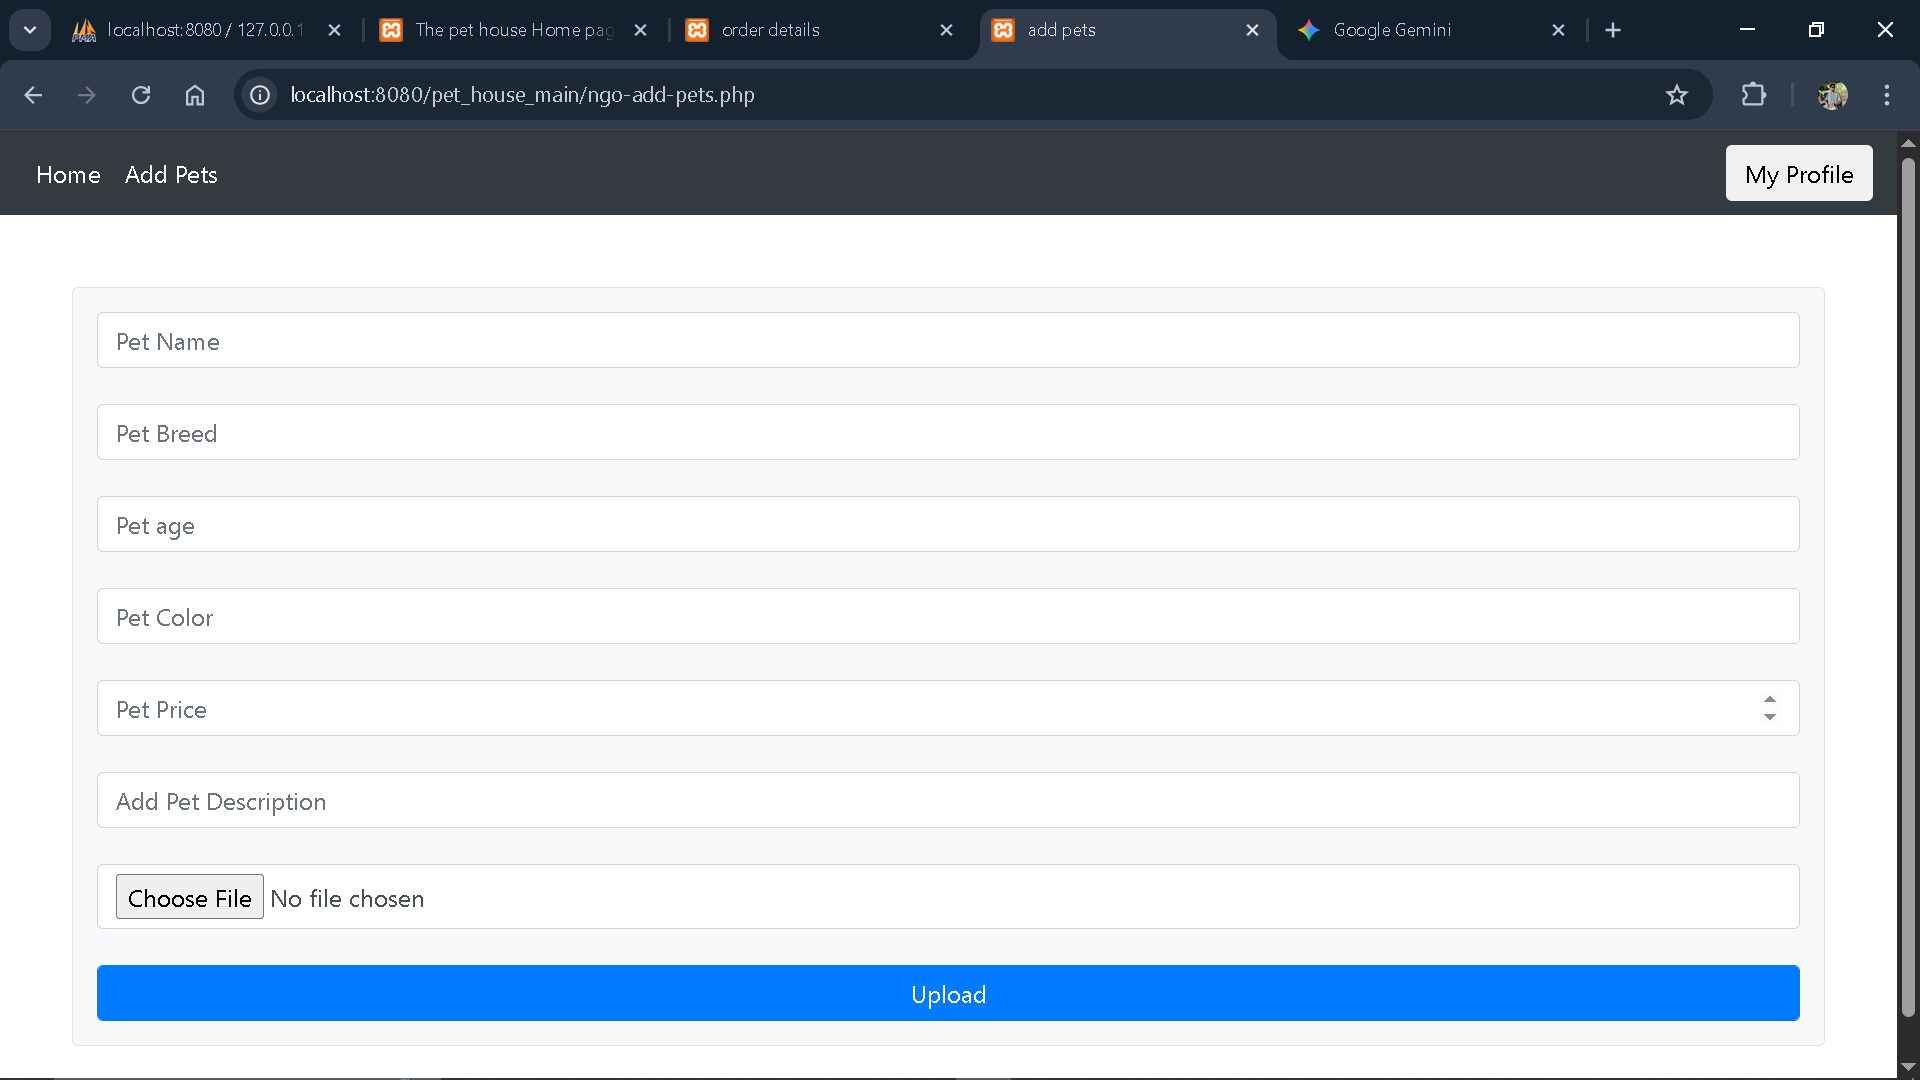 localhost:8080 / 127.0.0.1
The pet house Home pag
order details
add pets
Google Gemini
localhost:8080/pet_house_main/ngo-add-pets.php
Home
Add Pets
My Profile
Pet Name
Pet Breed
Pet age
Pet Color
Pet Price
Add Pet Description
Choose File No file chosen
Upload